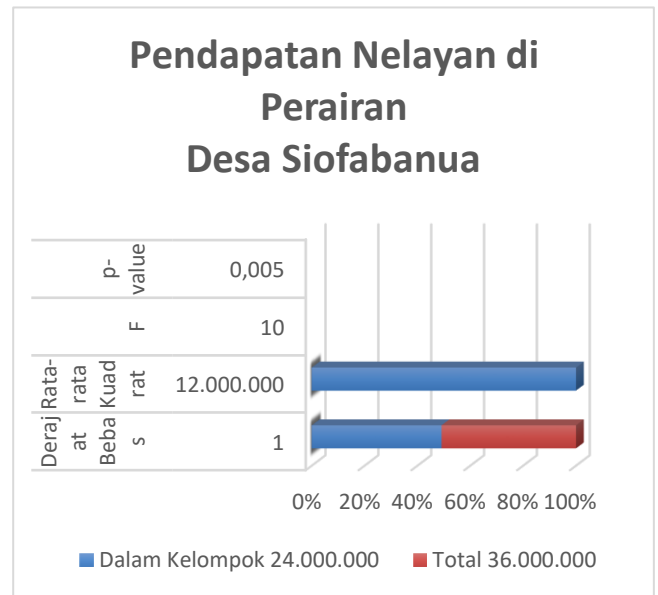 Pendapatan Nelayan di
Perairan
Desa Siofabanua
p-
value
0,005
F
10
Rata-
rata
Kuad
rat
12.000.000
Deraj
at
Beba
s
1
0% 20% 40% 60% 80% 100%
Dalam Kelompok 24.000.000 Total 36.000.000